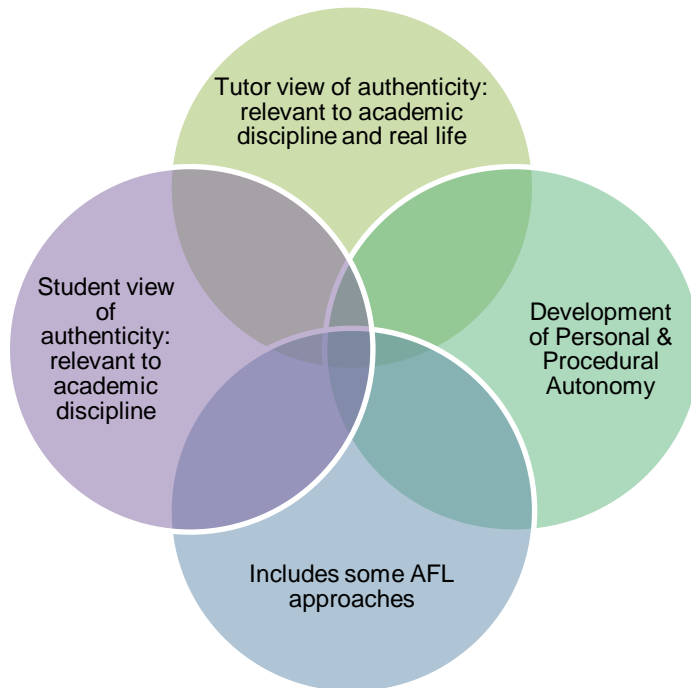 Tutor view of authenticity:
relevant to academic
discipline and real life
Student view
of
authenticity:
relevant to
academic
discipline
Development
of Personal &
Procedural
Autonomy
Includes some AFL
approaches